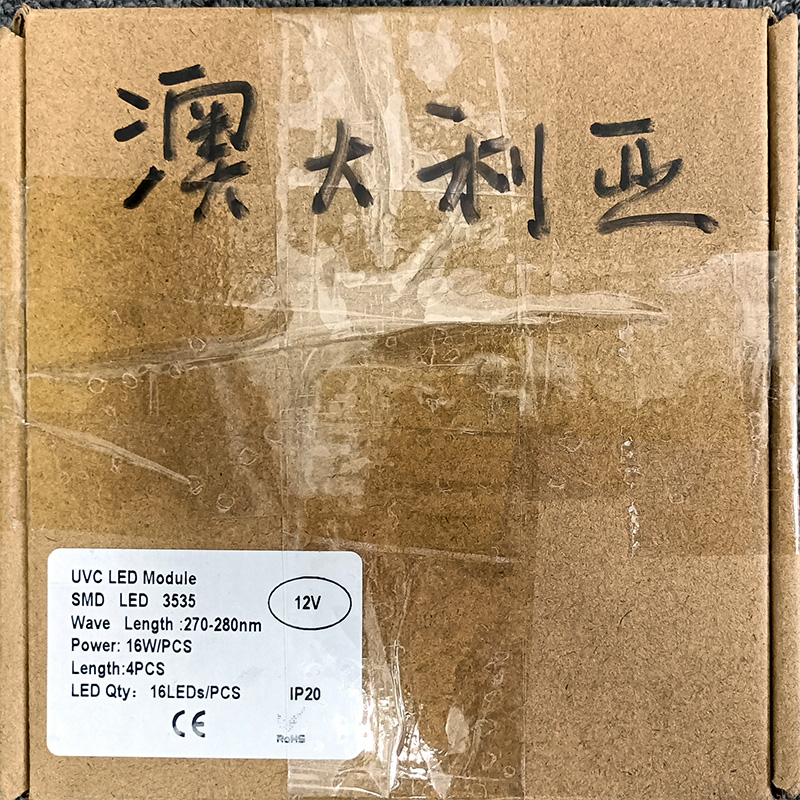 澳大利亚
UVC LED Module
SMD LED 3535
12V
Wave Length :270-280nm
Power: 16W/PCS
Length:4PCS
LED Qty: 16LEDs/PCS
IP20
CE
RoHS